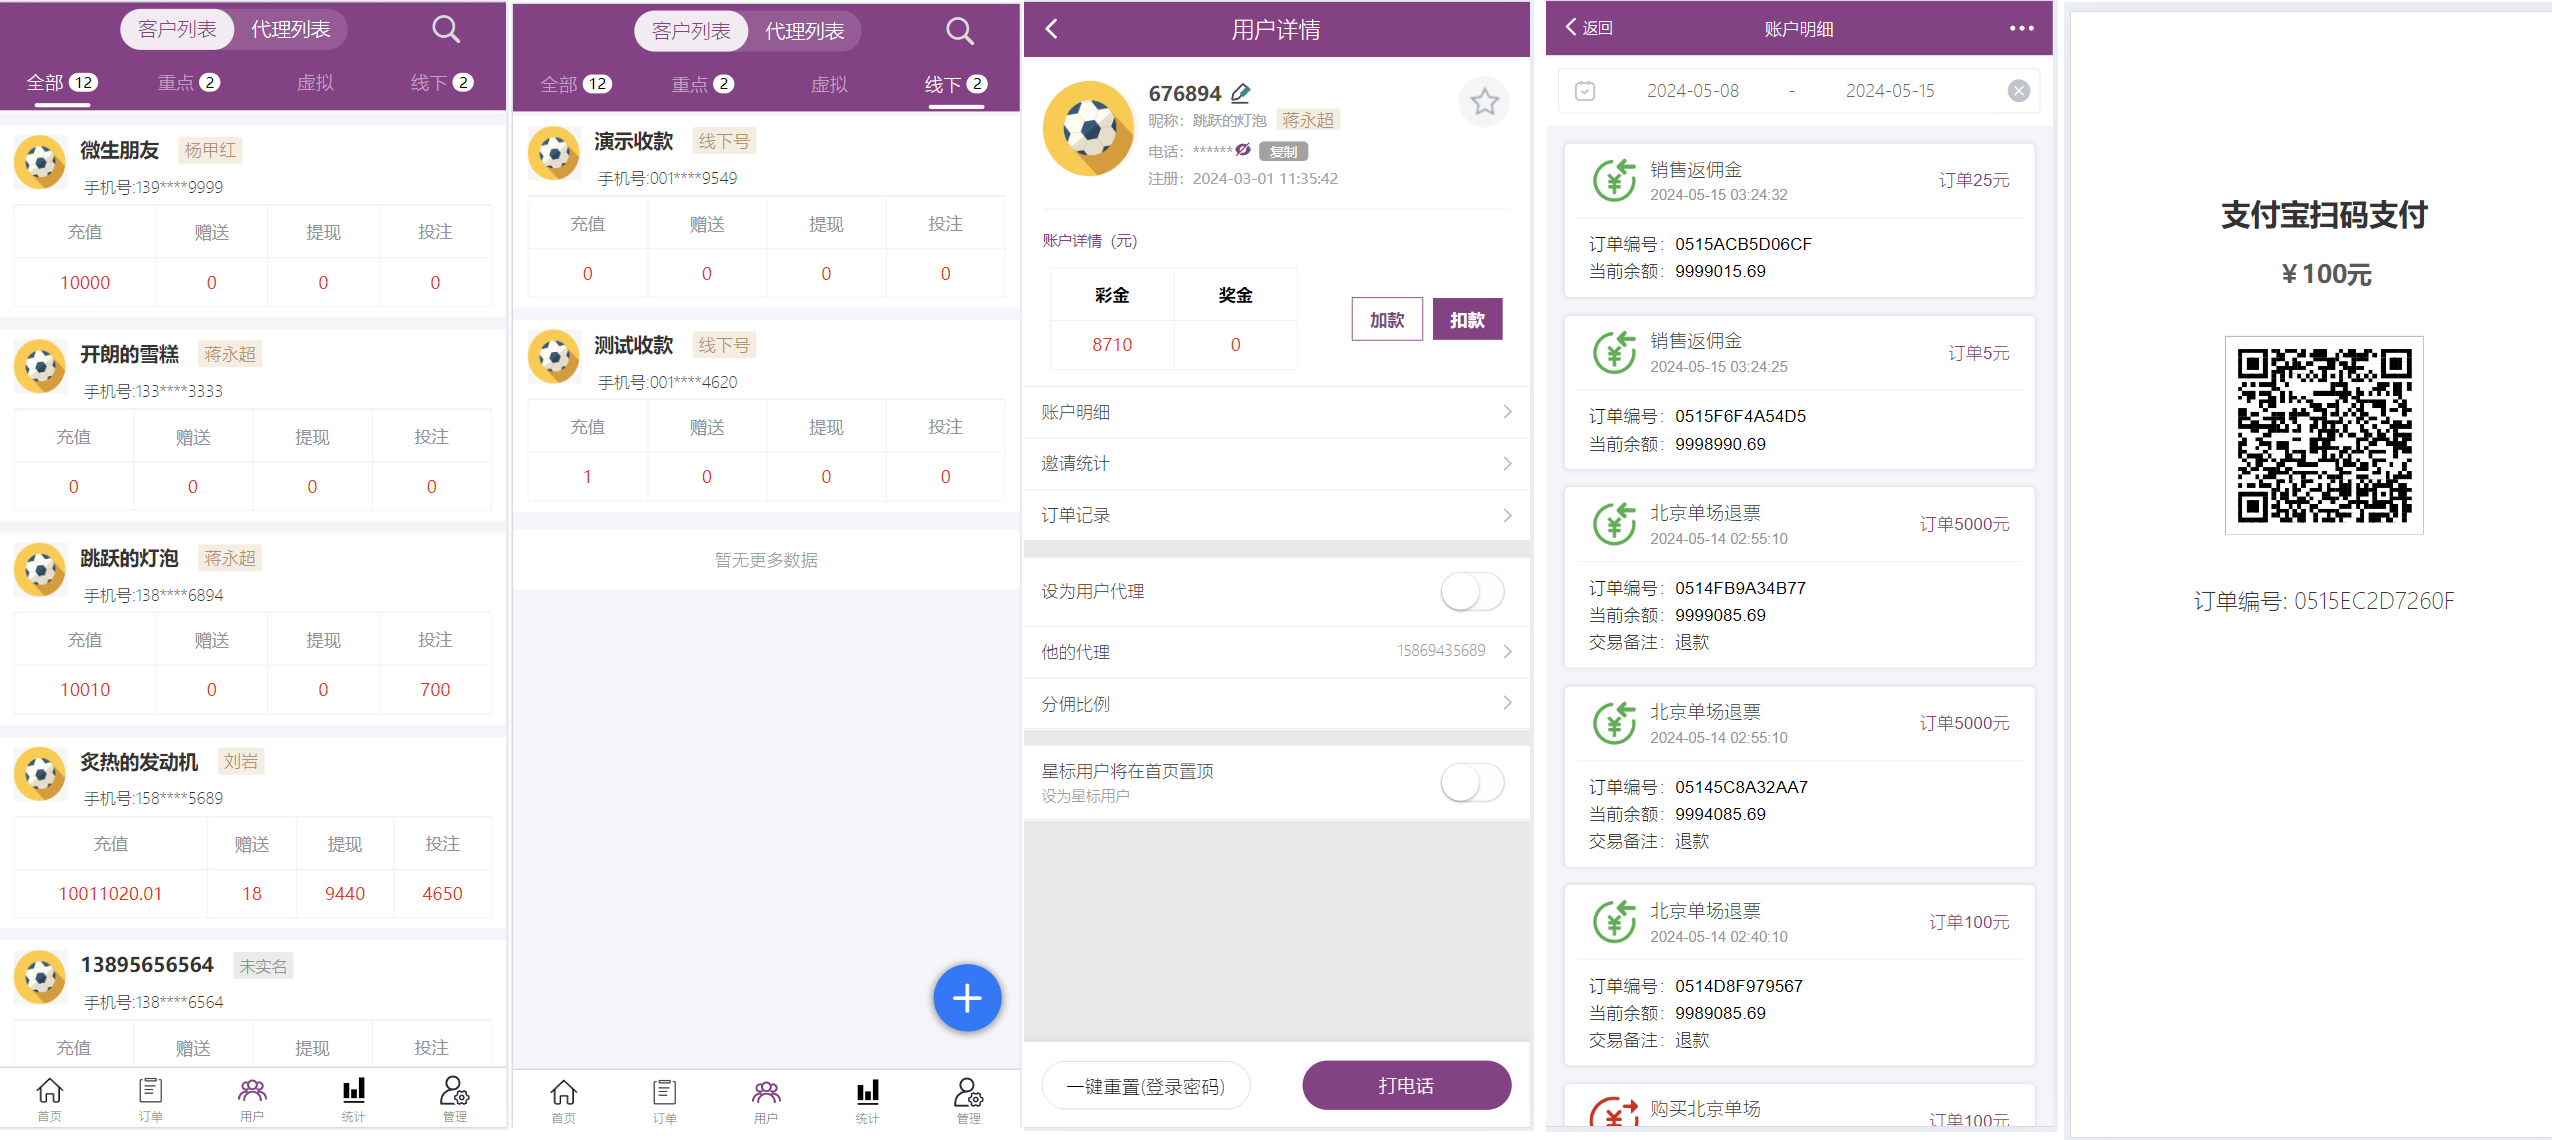 客户列表 代理列表
全部 12 重点 2 虚拟 线下 2
微生朋友 杨甲红
手机号:139****9999
充值 赠送 提现 投注
10000 0 0 0
开朗的雪糕 蒋永超
手机号:133****3333
充值 赠送 提现 投注
0 0 0 0
跳跃的灯泡 蒋永超
手机号:138****6894
充值 赠送 提现 投注
10010 0 0 700
炙热的发动机 刘岩
手机号:158****5689
充值 赠送 提现 投注
10011020.01 18 9440 4650
13895656564 未实名
手机号:138****6564
充值 赠送 提现 投注
首页 订单 用户 统计 管理
客户列表 代理列表
全部 12 重点 2 虚拟 线下 2
演示收款 线下号
手机号:001****9549
充值 赠送 提现 投注
0 0 0 0
测试收款 线下号
手机号:001****4620
充值 赠送 提现 投注
1 0 0 0
暂无更多数据
首页 订单 用户 统计 管理
用户详情
676894
昵称：跳跃的灯泡 蒋永超
电话：****** 复制
注册：2024-03-01 11:35:42
账户详情（元）
彩金 奖金
8710 0
加款 扣款
账户明细
邀请统计
订单记录
设为用户代理
他的代理 15869435689
分佣比例
星标用户将在首页置顶
设为星标用户
一键重置(登录密码) 打电话
返回 账户明细
2024-05-08 - 2024-05-15
销售返佣金
2024-05-15 03:24:32
订单25元
订单编号：0515ACB5D06CF
当前余额：9999015.69
销售返佣金
2024-05-15 03:24:25
订单5元
订单编号：0515F6F4A54D5
当前余额：9998990.69
北京单场退票
2024-05-14 02:55:10
订单5000元
订单编号：0514FB9A34B77
当前余额：9999085.69
交易备注：退款
北京单场退票
2024-05-14 02:55:10
订单5000元
订单编号：05145C8A32AA7
当前余额：9994085.69
交易备注：退款
北京单场退票
2024-05-14 02:40:10
订单100元
订单编号：0514D8F979567
当前余额：9989085.69
交易备注：退款
购买北京单场
订单100元
支付宝扫码支付
¥100元
订单编号: 0515EC2D7260F